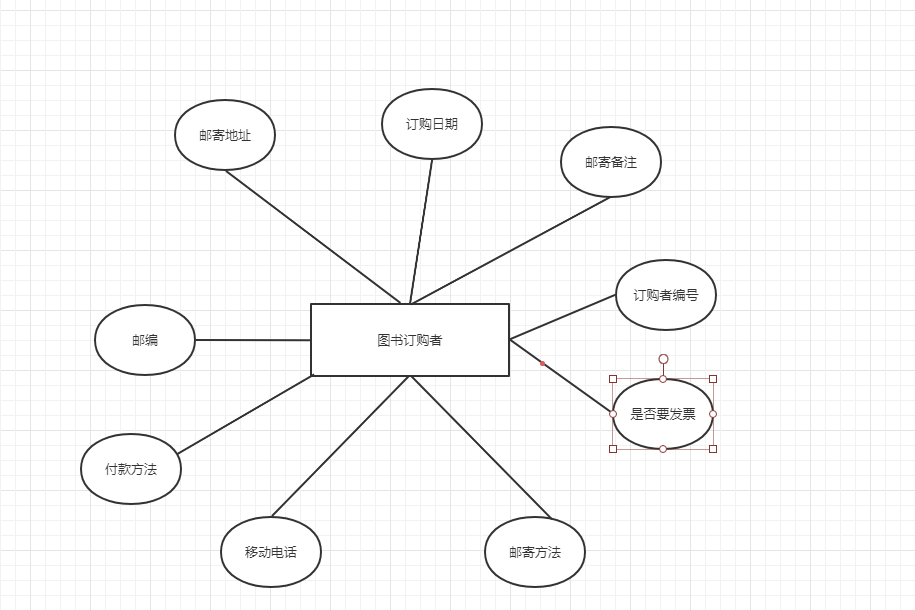 订购日期
邮寄地址
邮寄备注
订购者编号
邮编
图书订购者
是否要发票
付款方法
移动电话
邮寄方法